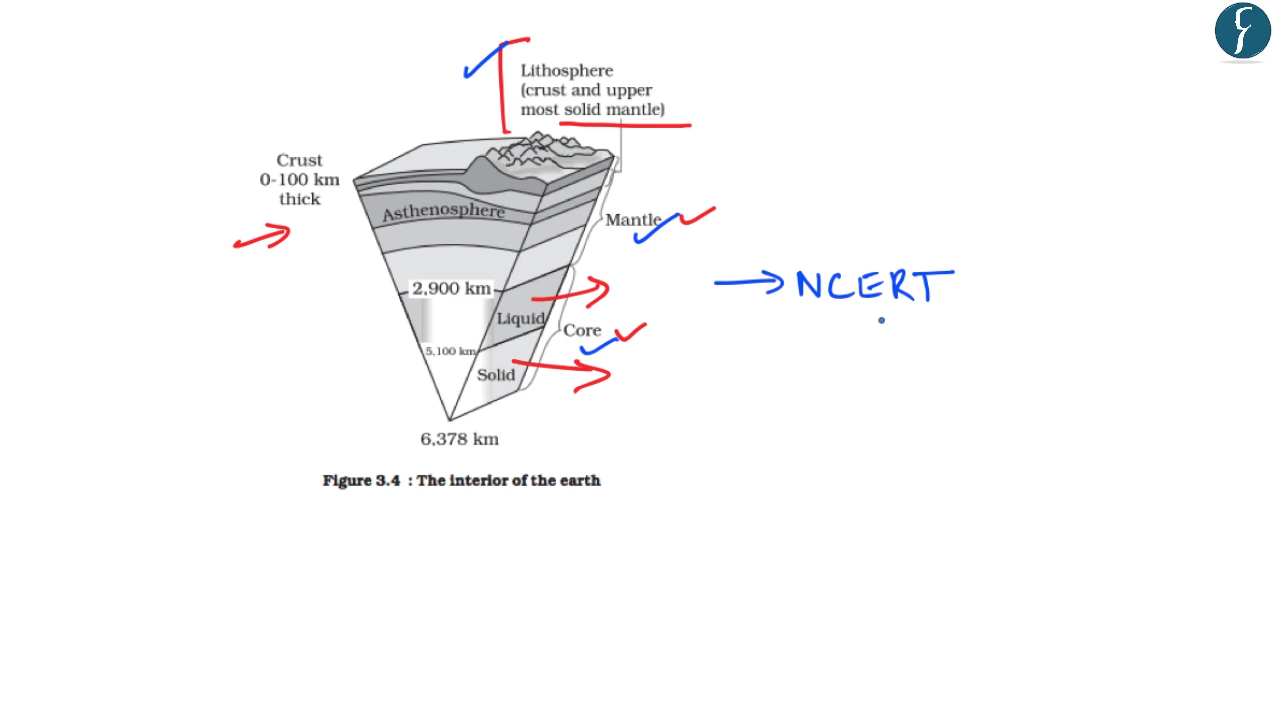 Lithosphere
(crust and upper
most solid mantle)
Crust
0-100 km
thick
Asthenosphere
Mantle
2,900 km
NCERT
Liquid
Core
5,100 km
Solid
6,378 km
Figure 3.4 : The interior of the earth